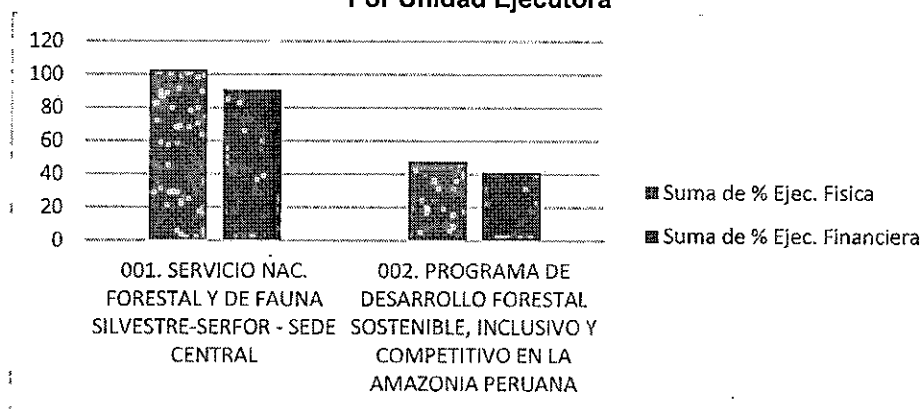 Por Unidad Ejecutora
120
100
80
60
40
20
0
001. SERVICIO NAC.
FORESTAL Y DE FAUNA
SILVESTRE-SERFOR - SEDE
CENTRAL
002. PROGRAMA DE
DESARROLLO FORESTAL
SOSTENIBLE, INCLUSIVO Y
COMPETITIVO EN LA
AMAZONIA PERUANA
Suma de % Ejec. Fisica
Suma de % Ejec. Financiera